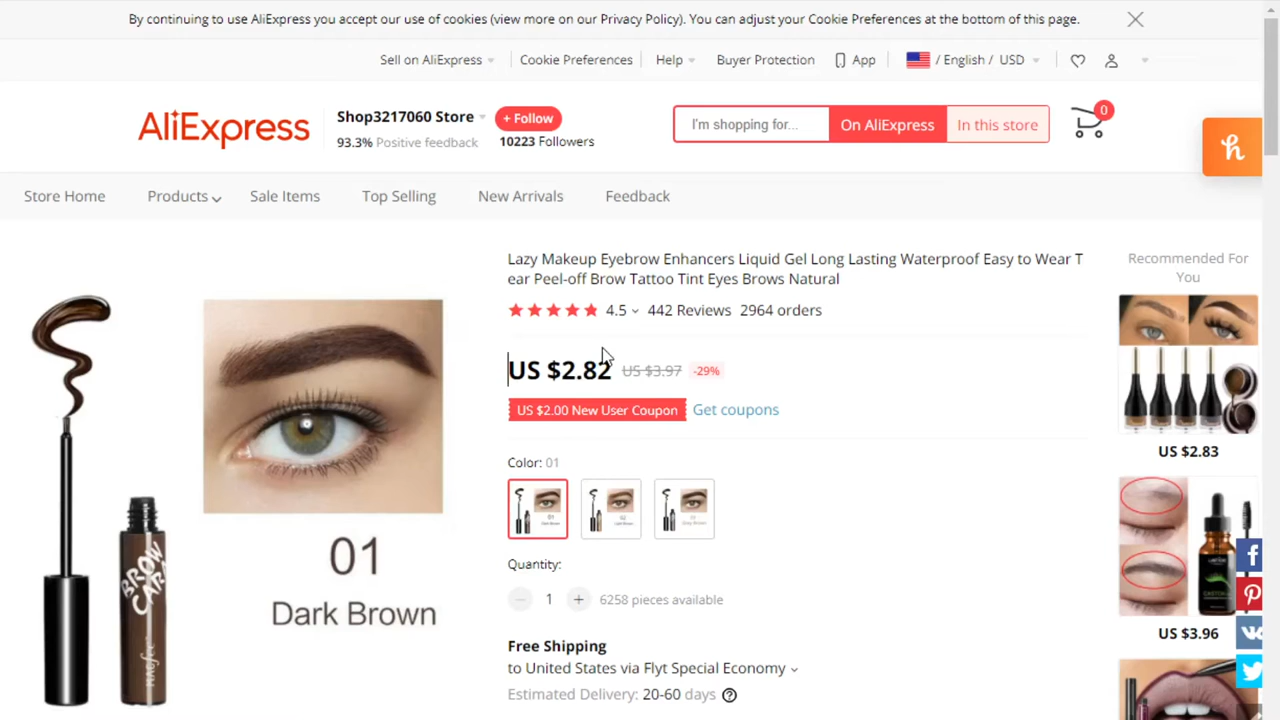 By continuing to use AliExpress you accept our use of cookies (view more on our Privacy Policy). You can adjust your Cookie Preferences at the bottom of this page.
Sell on AliExpress Cookie Preferences Help Buyer Protection App / English / USD
AliExpress
Shop3217060 Store + Follow
93.3% Positive feedback 10223 Followers
I'm shopping for... On AliExpress In this store
0
Store Home Products Sale Items Top Selling New Arrivals Feedback
Lazy Makeup Eyebrow Enhancers Liquid Gel Long Lasting Waterproof Easy to Wear T
ear Peel-off Brow Tattoo Tint Eyes Brows Natural
4.5 442 Reviews 2964 orders
US $2.82 US $3.97 -29%
US $2.00 New User Coupon Get coupons
Color: 01
Quantity:
1 6258 pieces available
Free Shipping
to United States via Flyt Special Economy
Estimated Delivery: 20-60 days
01
Dark Brown
Recommended For
You
US $2.83
US $3.96